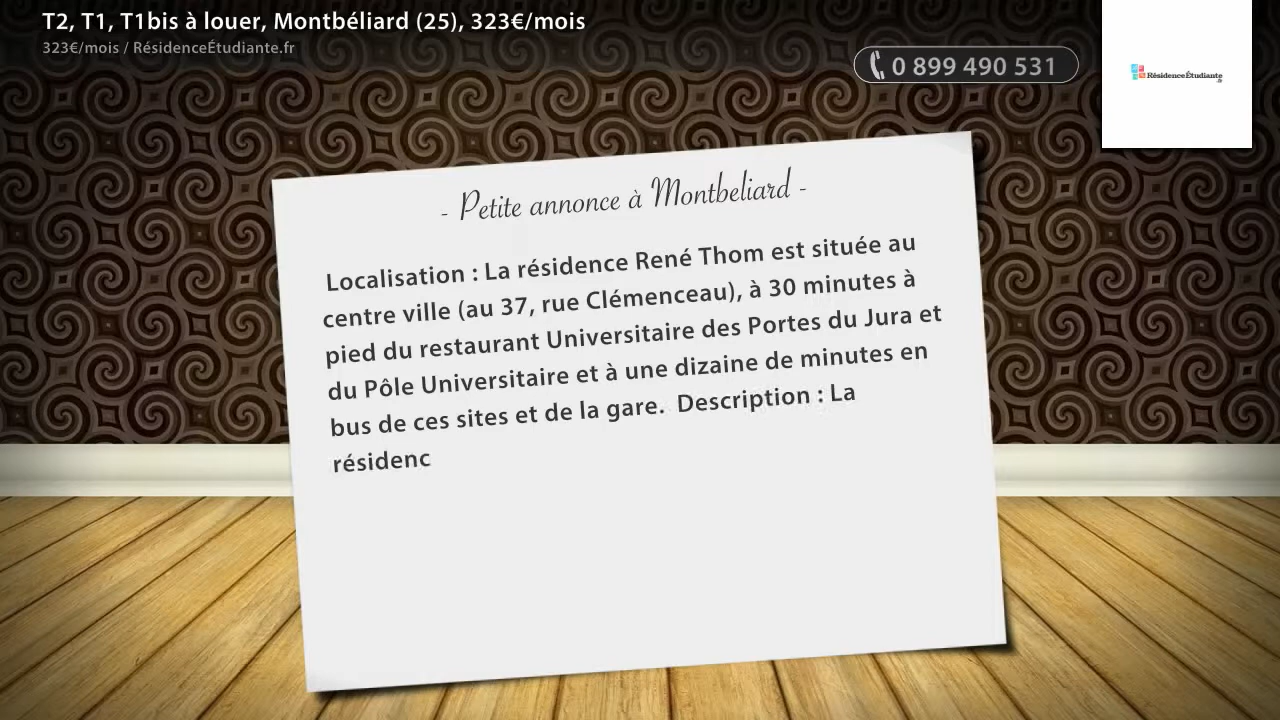 T2, T1, T1bis à louer, Montbéliard (25), 323€/mois
323€/mois / RésidenceÉtudiante.fr
0 899 490 531
RésidenceÉtudiante
.fr
- Petite annonce à Montbeliard -
Localisation : La résidence René Thom est située au
centre ville (au 37, rue Clémenceau), à 30 minutes à
pied du restaurant Universitaire des Portes du Jura et
du Pôle Universitaire et à une dizaine de minutes en
bus de ces sites et de la gare.  Description : La
résidenc